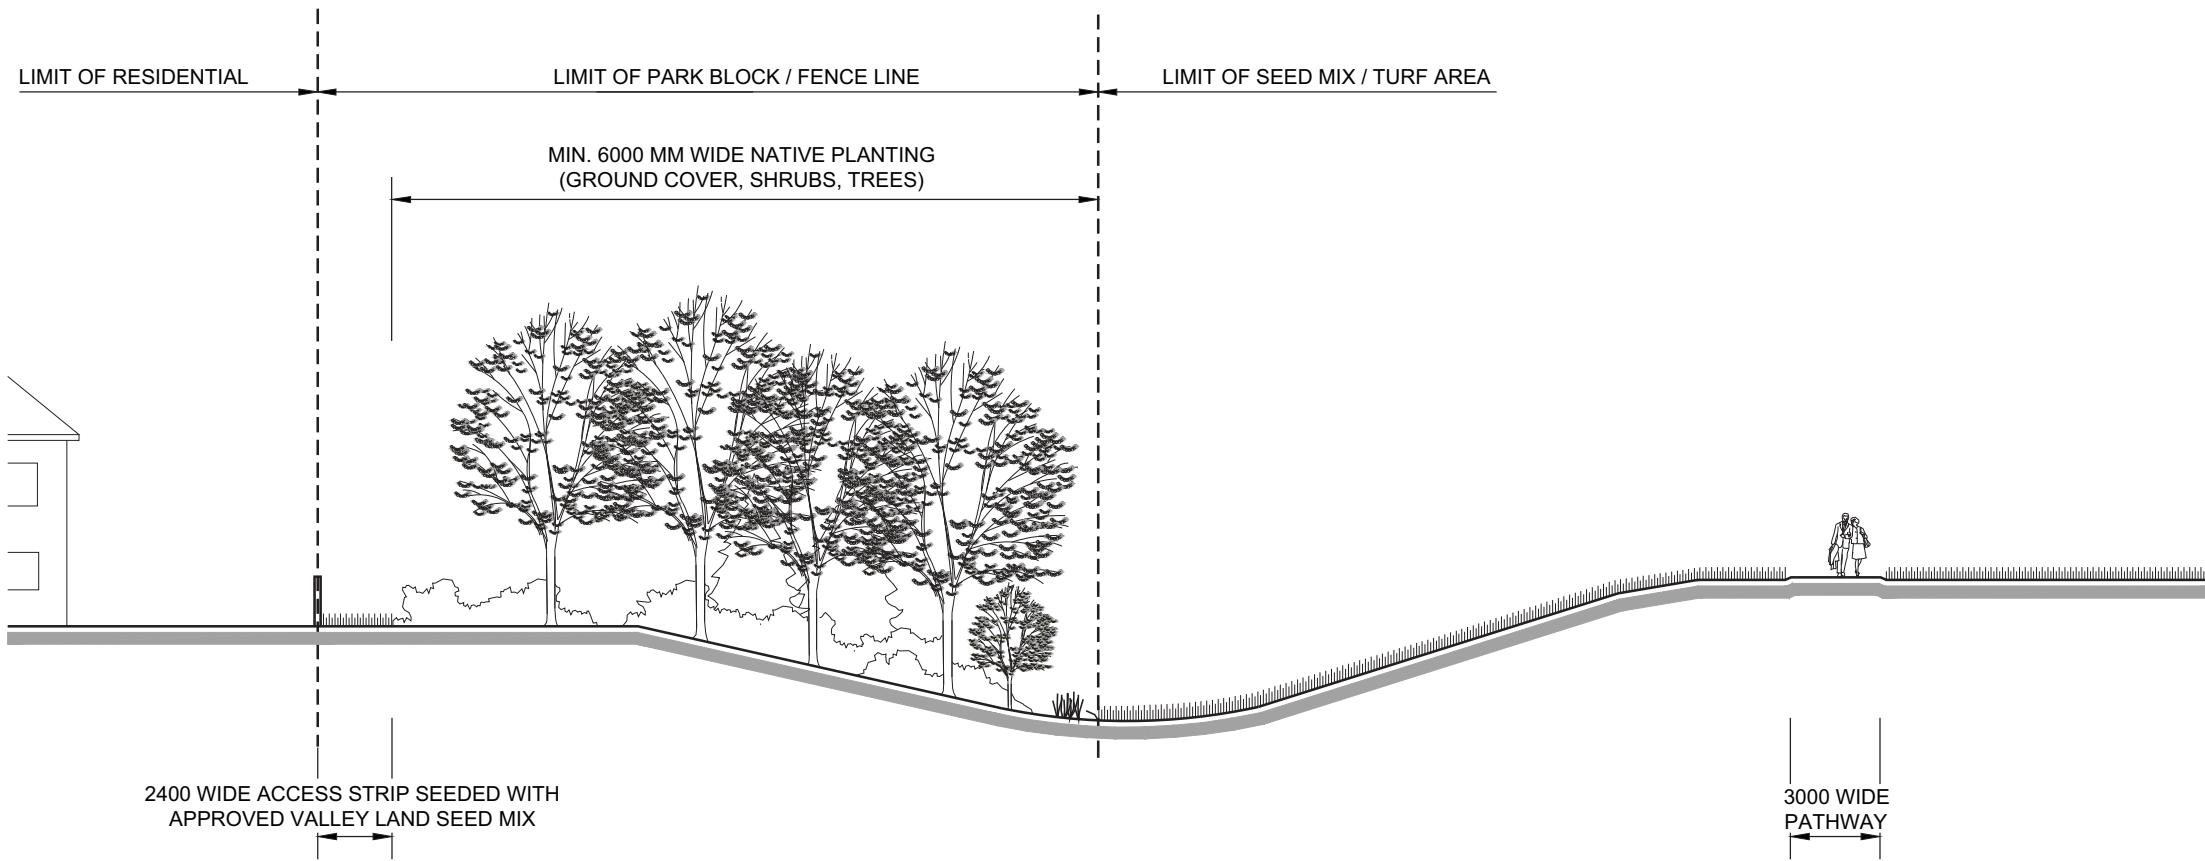 LIMIT OF RESIDENTIAL
LIMIT OF PARK BLOCK / FENCE LINE
LIMIT OF SEED MIX / TURF AREA
MIN. 6000 MM WIDE NATIVE PLANTING
(GROUND COVER, SHRUBS, TREES)
2400 WIDE ACCESS STRIP SEEDED WITH
APPROVED VALLEY LAND SEED MIX
3000 WIDE
PATHWAY